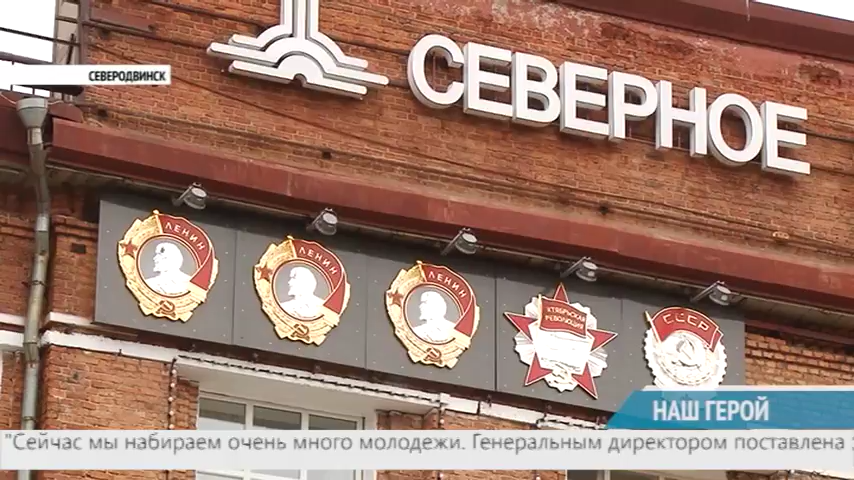 СЕВЕРНОЕ
СЕВЕРОДВИНСК
ЛЕНИН
ЛЕНИН
ЛЕНИН
ОКТЯБРЬСКАЯ
РЕВОЛЮЦИЯ
СССР
НАШ ГЕРОЙ
"Сейчас мы набираем очень много молодежи. Генеральным директором поставлена